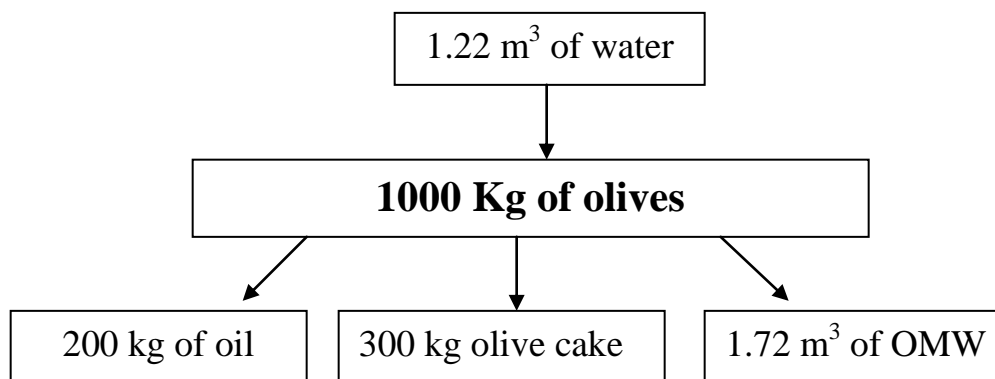 1.22 m³ of water
1000 Kg of olives
200 kg of oil
300 kg olive cake
1.72 m³ of OMW